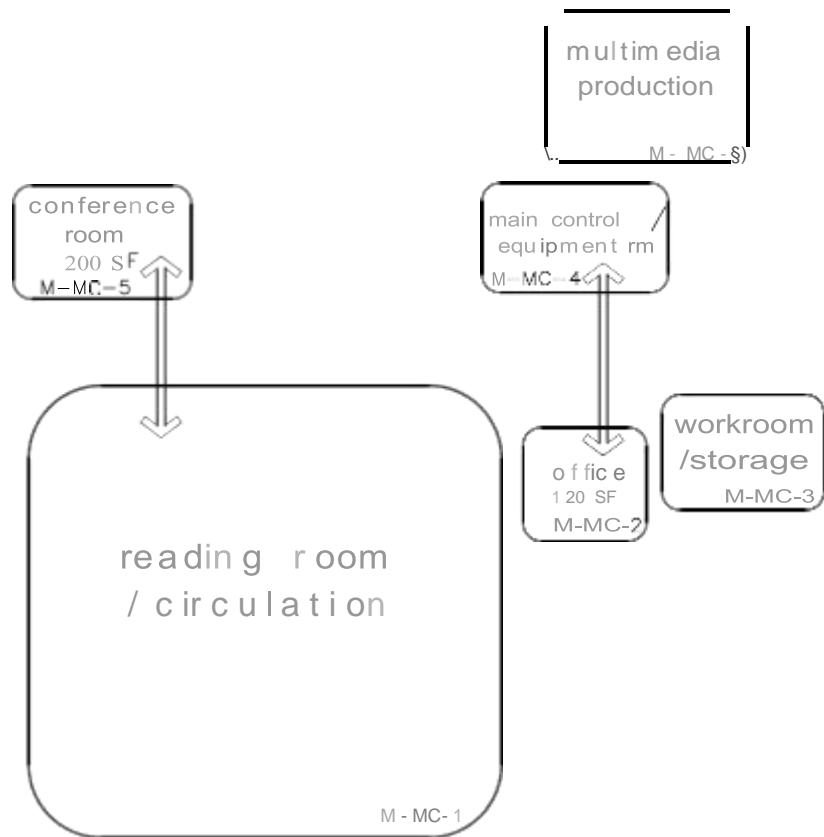 multimedia
production
M-MC-§)
conference
room
200 SF
M-MC-5
main control
equipment rm
M-MC-4
workroom
/storage
M-MC-3
office
120 SF
M-MC-2
reading room
/ circulation
M-MC-1